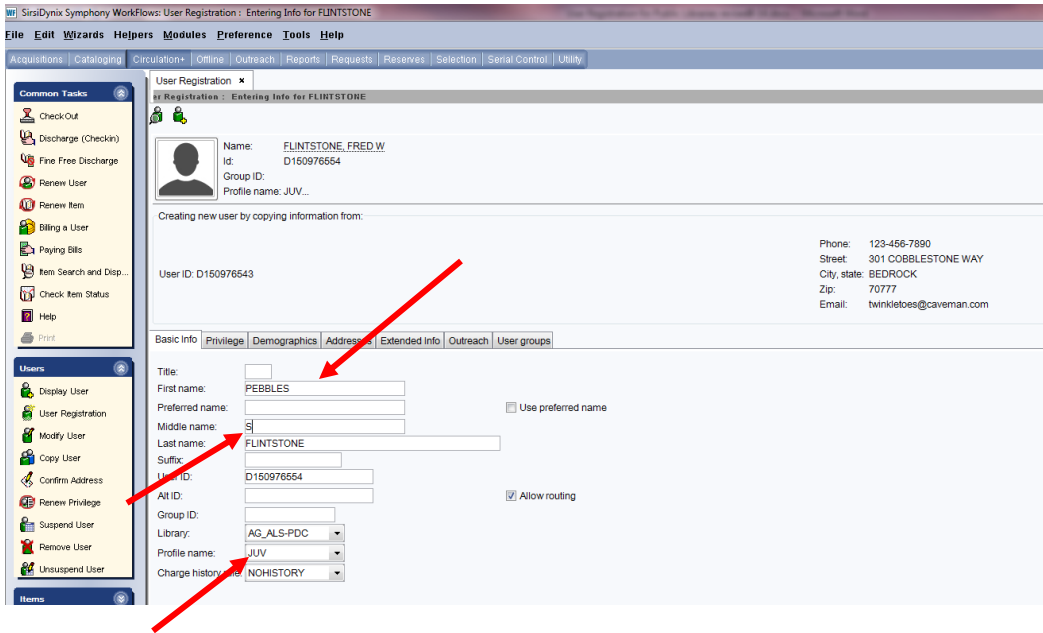 WF SirsiDynix Symphony WorkFlows: User Registration : Entering Info for FLINTSTONE
File Edit Wizards Helpers Modules Preference Tools Help
Acquisitions Cataloging Circulation+ Offline Outreach Reports Requests Reserves Selection Serial Control Utility
Common Tasks
CheckOut
Discharge (Checkin)
Fine Free Discharge
Renew User
Renew Item
Billing a User
Paying Bills
Item Search and Disp...
Check Item Status
Help
Print
Users
Display User
User Registration
Modify User
Copy User
Confirm Address
Renew Privilege
Suspend User
Remove User
Unsuspend User
Items
User Registration ×
er Registration : Entering Info for FLINTSTONE
Name: FLINTSTONE, FRED W
Id: D150976554
Group ID:
Profile name: JUV...
Creating new user by copying information from:
User ID: D150976543
Phone: 123-456-7890
Street: 301 COBBLESTONE WAY
City, state: BEDROCK
Zip: 70777
Email: twinkletoes@caveman.com
Basic Info Privilege Demographics Addresses Extended Info Outreach User groups
Title:
First name: PEBBLES
Preferred name: Use preferred name
Middle name: S
Last name: FLINTSTONE
Suffix:
User ID: D150976554
Alt ID: Allow routing
Group ID:
Library: AG_ALS-PDC
Profile name: JUV
Charge history NOHISTORY